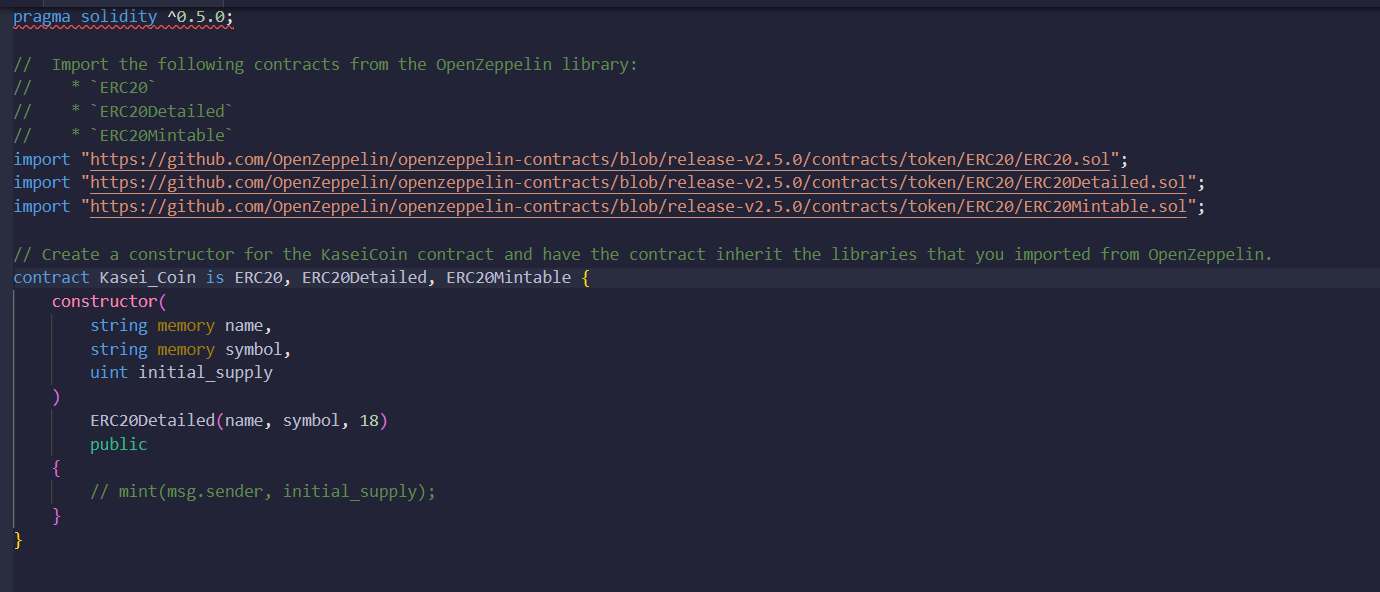 pragma solidity ^0.5.0;
//  Import the following contracts from the OpenZeppelin library:
//    * `ERC20`
//    * `ERC20Detailed`
//    * `ERC20Mintable`
import "https://github.com/OpenZeppelin/openzeppelin-contracts/blob/release-v2.5.0/contracts/token/ERC20/ERC20.sol";
import "https://github.com/OpenZeppelin/openzeppelin-contracts/blob/release-v2.5.0/contracts/token/ERC20/ERC20Detailed.sol";
import "https://github.com/OpenZeppelin/openzeppelin-contracts/blob/release-v2.5.0/contracts/token/ERC20/ERC20Mintable.sol";
// Create a constructor for the KaseiCoin contract and have the contract inherit the libraries that you imported from OpenZeppelin.
contract Kasei_Coin is ERC20, ERC20Detailed, ERC20Mintable {
    constructor(
        string memory name,
        string memory symbol,
        uint initial_supply
    )
        ERC20Detailed(name, symbol, 18)
        public
    {
        // mint(msg.sender, initial_supply);
    }
}